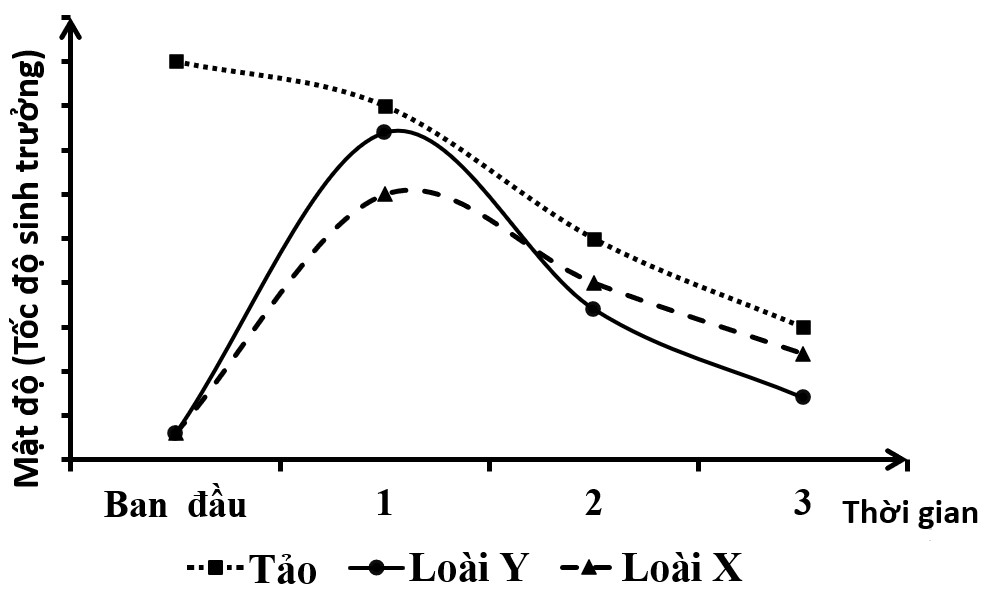 Mật độ (Tốc độ sinh trưởng)
Ban đầu 1 2 3 Thời gian
Tảo Loài Y Loài X